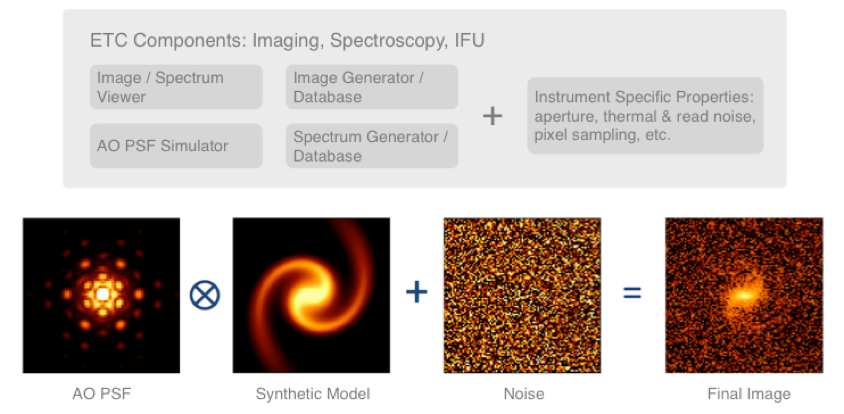 ETC Components: Imaging, Spectroscopy, IFU
Image / Spectrum
Viewer
Image Generator /
Database
AO PSF Simulator
Spectrum Generator /
Database
+
Instrument Specific Properties:
aperture, thermal & read noise,
pixel sampling, etc.
⊗
+
=
AO PSF
Synthetic Model
Noise
Final Image